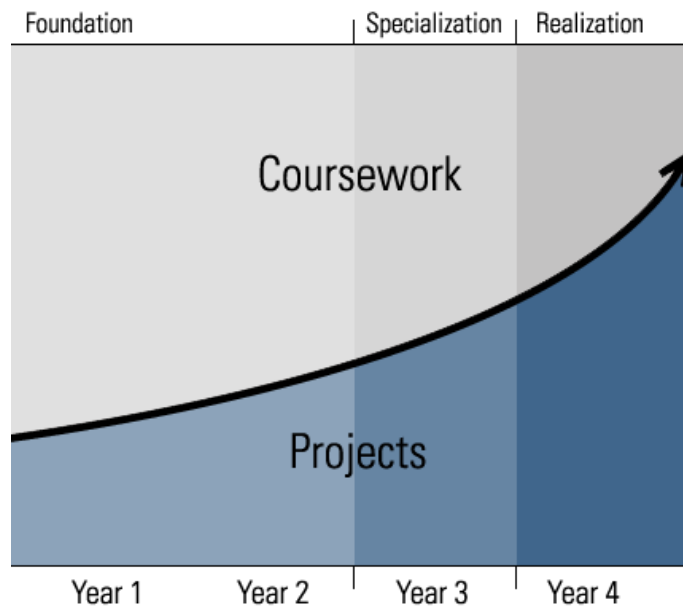 Foundation
Specialization
Realization
Coursework
Projects
Year 1
Year 2
Year 3
Year 4